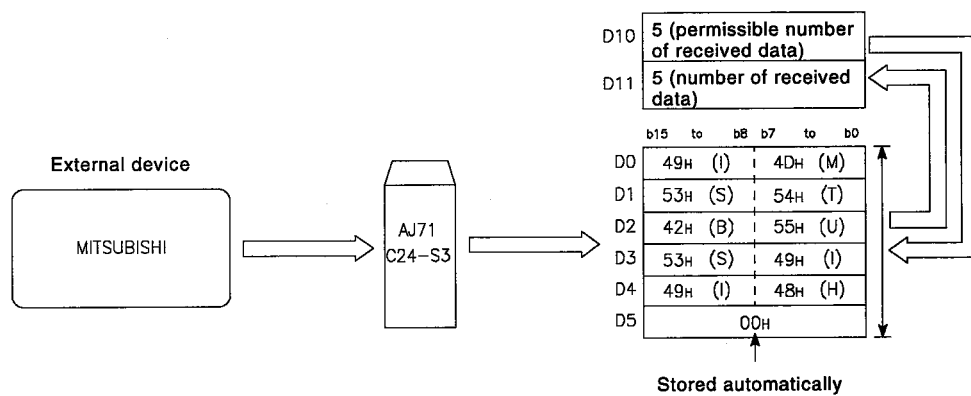 D10
5 (permissible number
of received data)
D11
5 (number of received
data)
b15 to b8 b7 to b0
External device
MITSUBISHI
AJ71
C24-S3
D0 49H (I) 4DH (M)
D1 53H (S) 54H (T)
D2 42H (B) 55H (U)
D3 53H (S) 49H (I)
D4 49H (I) 48H (H)
D5 00H
Stored automatically